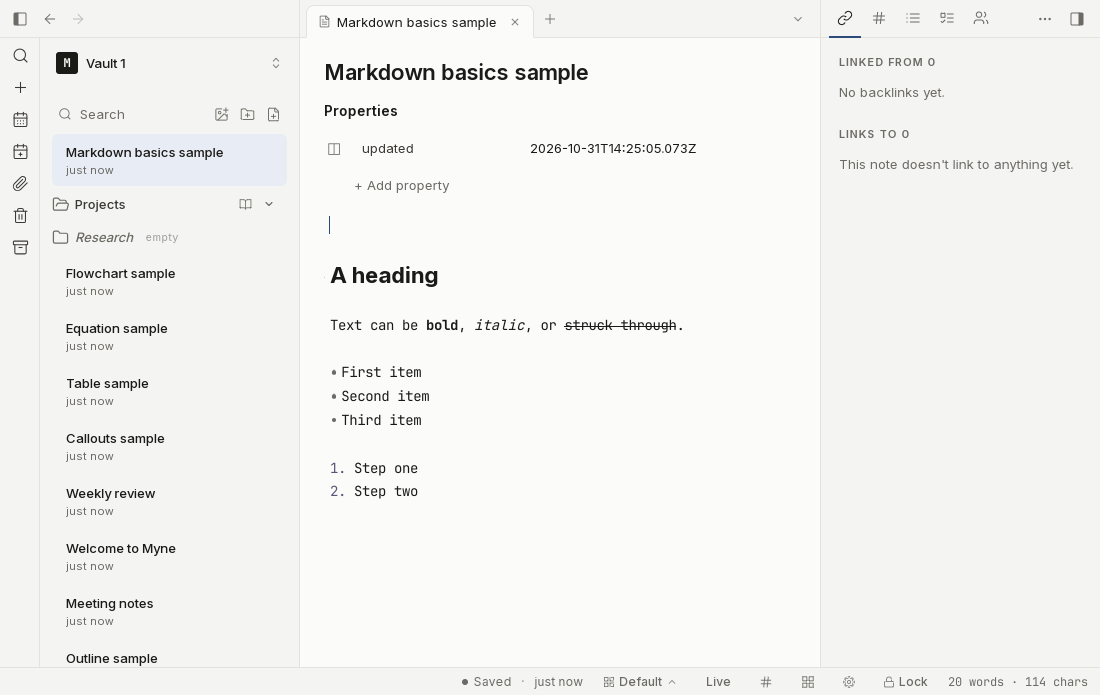 Markdown basics sample
M Vault 1
Search
Markdown basics sample
just now
Projects
Research empty
Flowchart sample
just now
Equation sample
just now
Table sample
just now
Callouts sample
just now
Weekly review
just now
Welcome to Myne
just now
Meeting notes
just now
Outline sample
Markdown basics sample
Properties
updated 2026-10-31T14:25:05.073Z
+ Add property
A heading
Text can be bold, italic, or struck through.
• First item
• Second item
• Third item
1. Step one
2. Step two
LINKED FROM 0
No backlinks yet.
LINKS TO 0
This note doesn't link to anything yet.
Saved · just now Default Live Lock 20 words · 114 chars